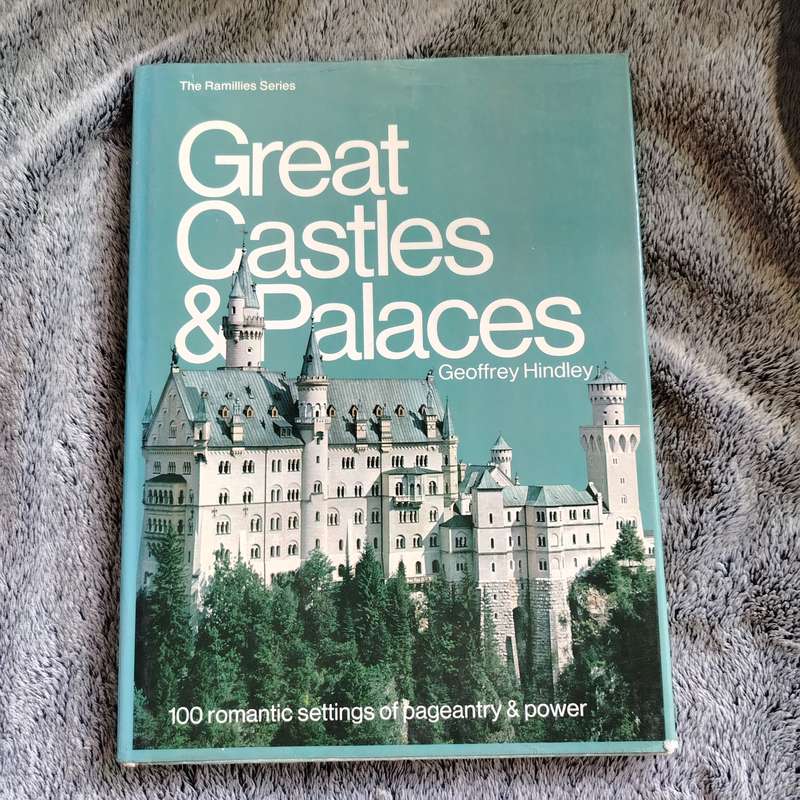 The Ramillies Series
Great
Castles
& Palaces
Geoffrey Hindley
100 romantic settings of pageantry & power